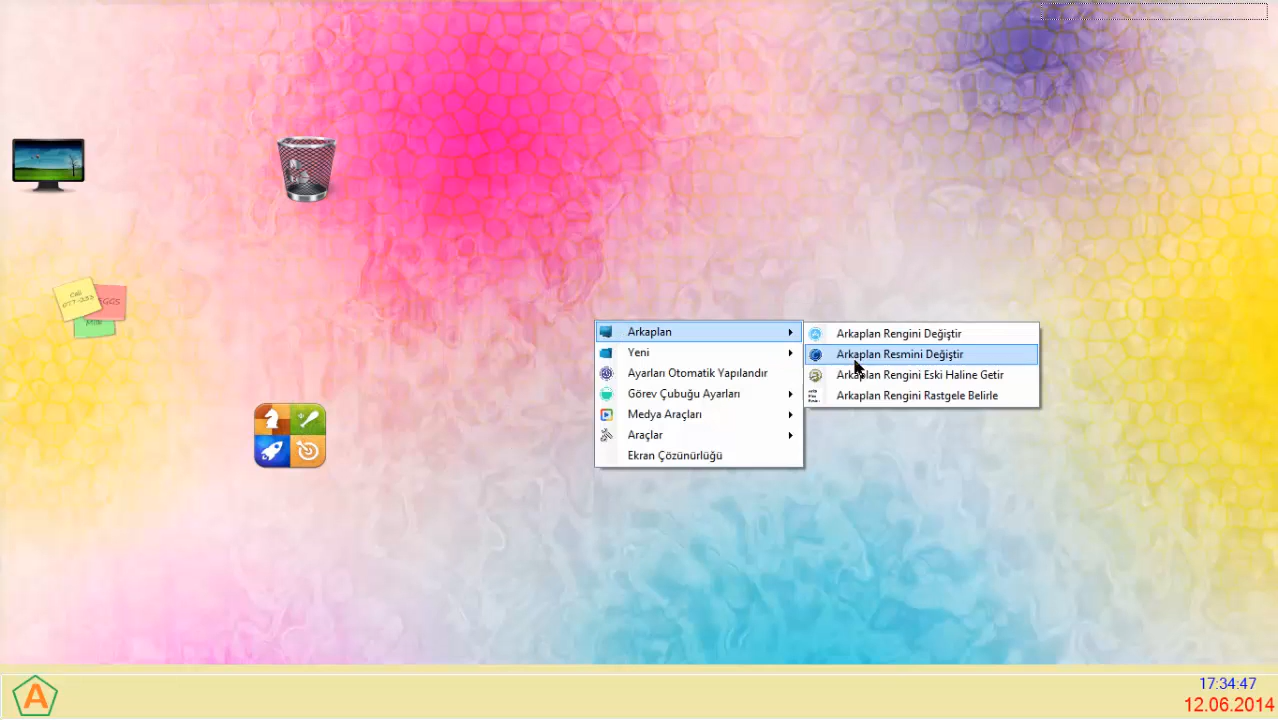 Arkaplan
Yeni
Ayarları Otomatik Yapılandır
Görev Çubuğu Ayarları
Medya Araçları
Araçlar
Ekran Çözünürlüğü
Arkaplan Rengini Değiştir
Arkaplan Resmini Değiştir
Arkaplan Rengini Eski Haline Getir
Arkaplan Rengini Rastgele Belirle
A
17:34:47
12.06.2014